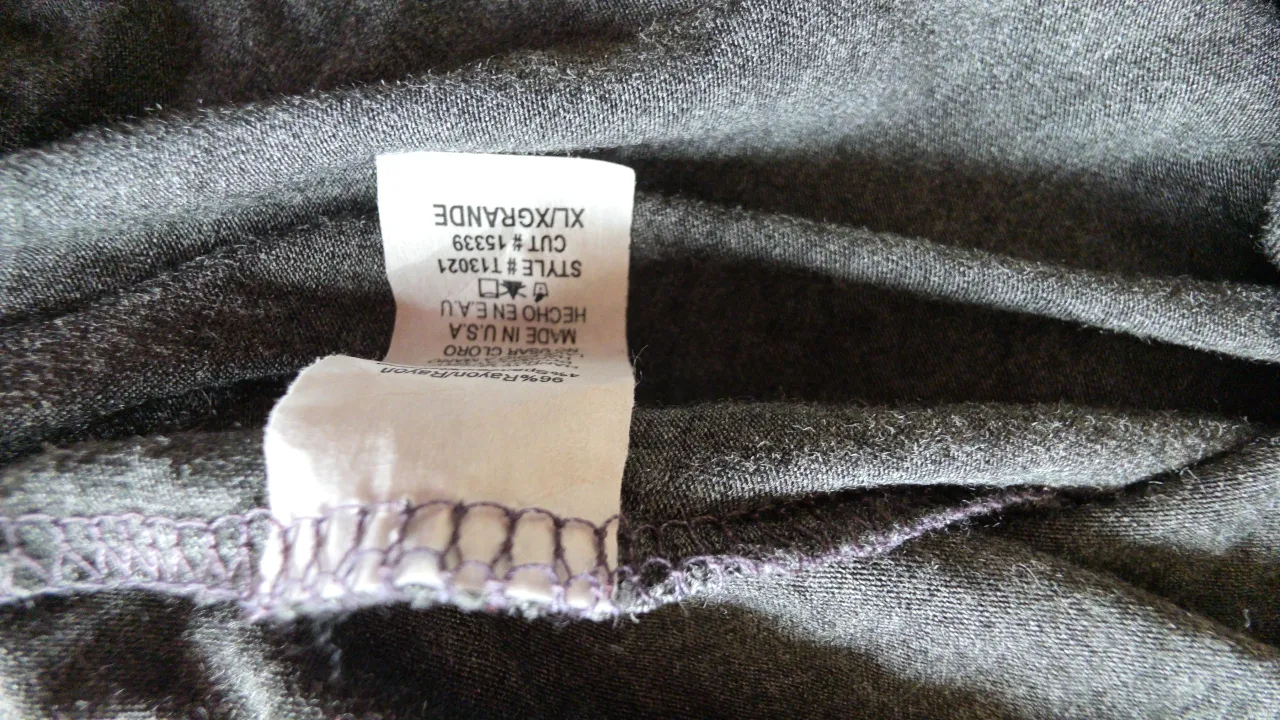 96%Rayon/Rayon
NO USAR CLORO
MADE IN U.S.A
HECHO EN E.A.U
STYLE # T13021
CUT # 15339
XL/XGRANDE